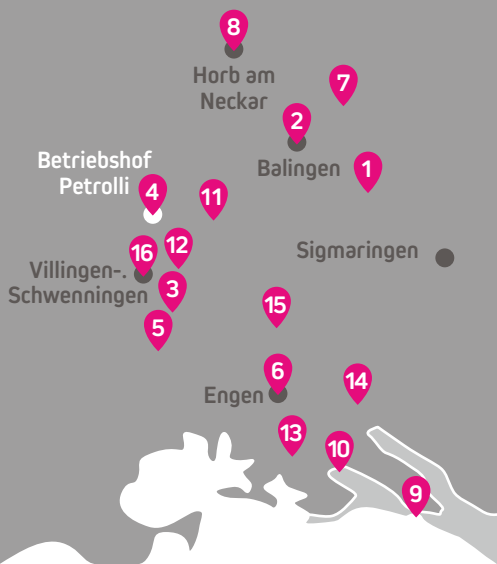 8
Horb am
Neckar
7
2
Balingen
1
Betriebshof
Petrolli
4
11
12
16
Villingen-.
Schwenningen
3
5
Sigmaringen
15
6
Engen
14
13
10
9